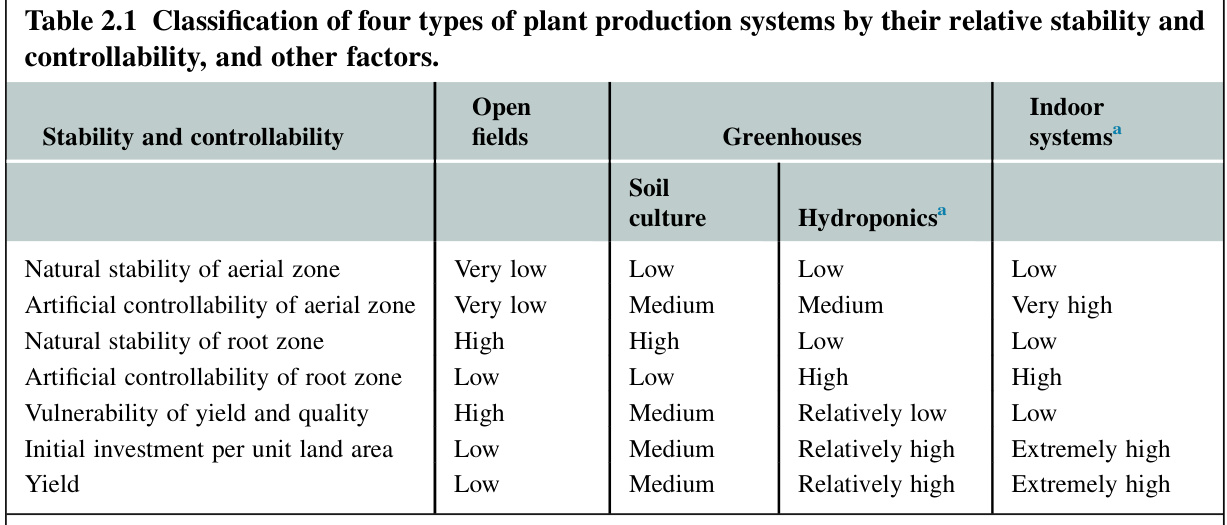 Table 2.1 Classification of four types of plant production systems by their relative stability and
controllability, and other factors.
Stability and controllability Open fields Greenhouses Indoor systemsa
Soil culture Hydroponicsa
Natural stability of aerial zone Very low Low Low Low
Artificial controllability of aerial zone Very low Medium Medium Very high
Natural stability of root zone High High Low Low
Artificial controllability of root zone Low Low High High
Vulnerability of yield and quality High Medium Relatively low Low
Initial investment per unit land area Low Medium Relatively high Extremely high
Yield Low Medium Relatively high Extremely high